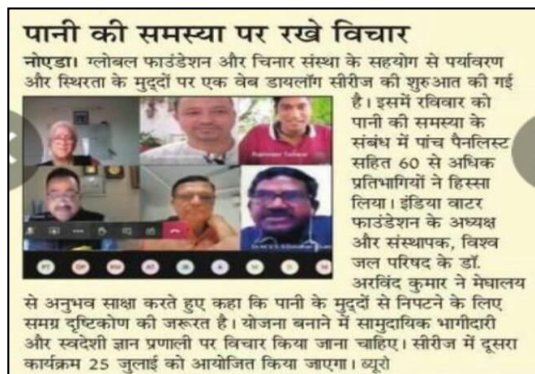 पानी की समस्या पर रखे विचार
नोएडा। ग्लोबल फाउंडेशन और चिनार संस्था के सहयोग से पर्यावरण
और स्थिरता के मुद्दों पर एक वेब डायलॉग सीरीज की शुरुआत की गई
है। इसमें रविवार को
पानी की समस्या के
संबंध में पांच पैनलिस्ट
सहित 60 से अधिक
प्रतिभागियों ने हिस्सा
लिया। इंडिया वाटर
फाउंडेशन के अध्यक्ष
और संस्थापक, विश्व
जल परिषद के डॉ.
अरविंद कुमार ने मेघालय
से अनुभव साक्षा करते हुए कहा कि पानी के मुद्दों से निपटने के लिए
समग्र दृष्टिकोण की जरूरत है। योजना बनाने में सामुदायिक भागीदारी
और स्वदेशी ज्ञान प्रणाली पर विचार किया जाना चाहिए। सीरीज में दूसरा
कार्यक्रम 25 जुलाई को आयोजित किया जाएगा। ब्यूरो